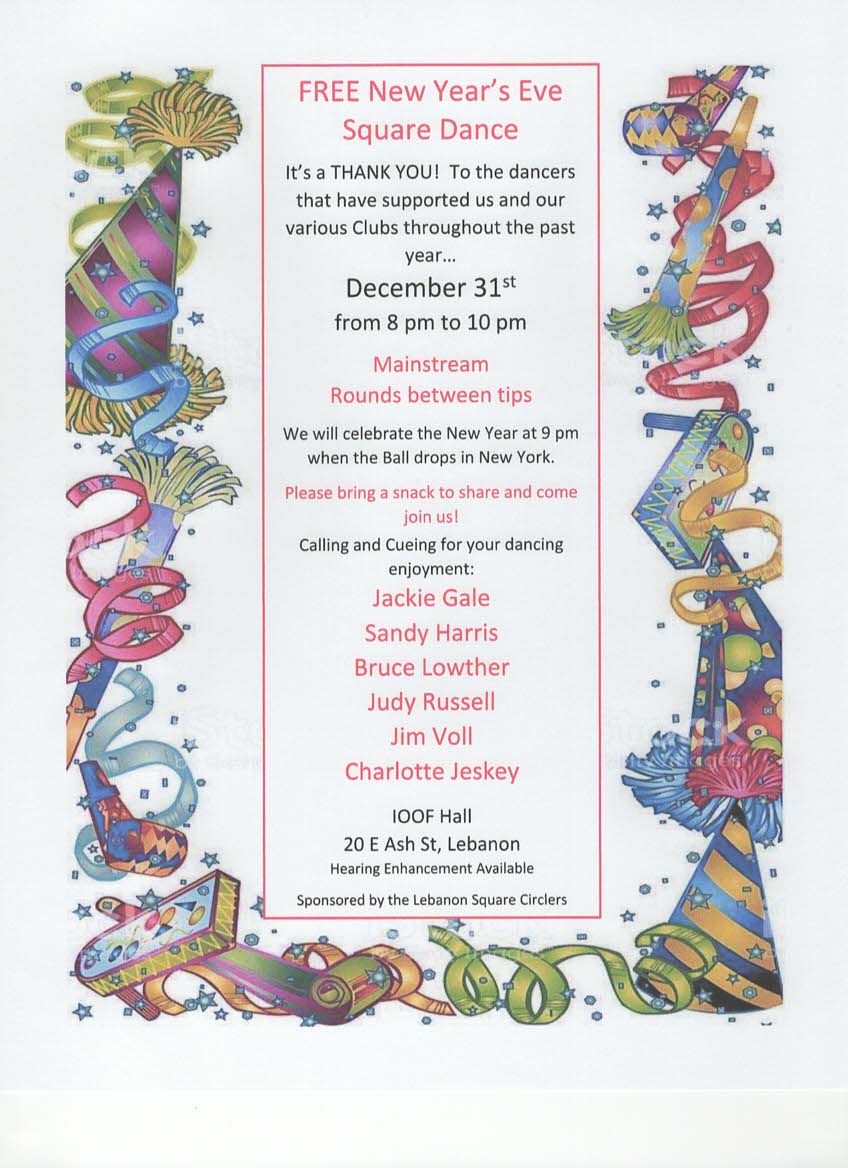 FREE New Year's Eve
Square Dance
It's a THANK YOU! To the dancers
that have supported us and our
various Clubs throughout the past
year...
December 31st
from 8 pm to 10 pm
Mainstream
Rounds between tips
We will celebrate the New Year at 9 pm
when the Ball drops in New York.
Please bring a snack to share and come
join us!
Calling and Cueing for your dancing
enjoyment:
Jackie Gale
Sandy Harris
Bruce Lowther
Judy Russell
Jim Voll
Charlotte Jeskey
IOOF Hall
20 E Ash St, Lebanon
Hearing Enhancement Available
Sponsored by the Lebanon Square Circlers